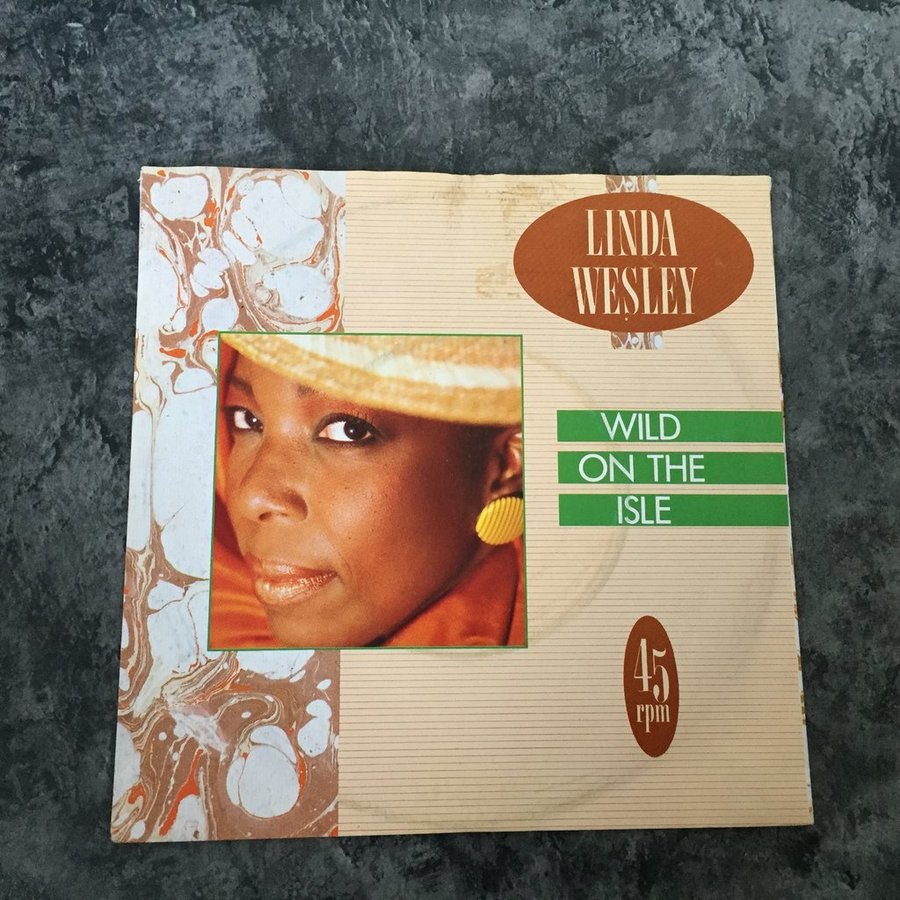 LINDA
WESLEY
WILD
ON THE
ISLE
45
rpm